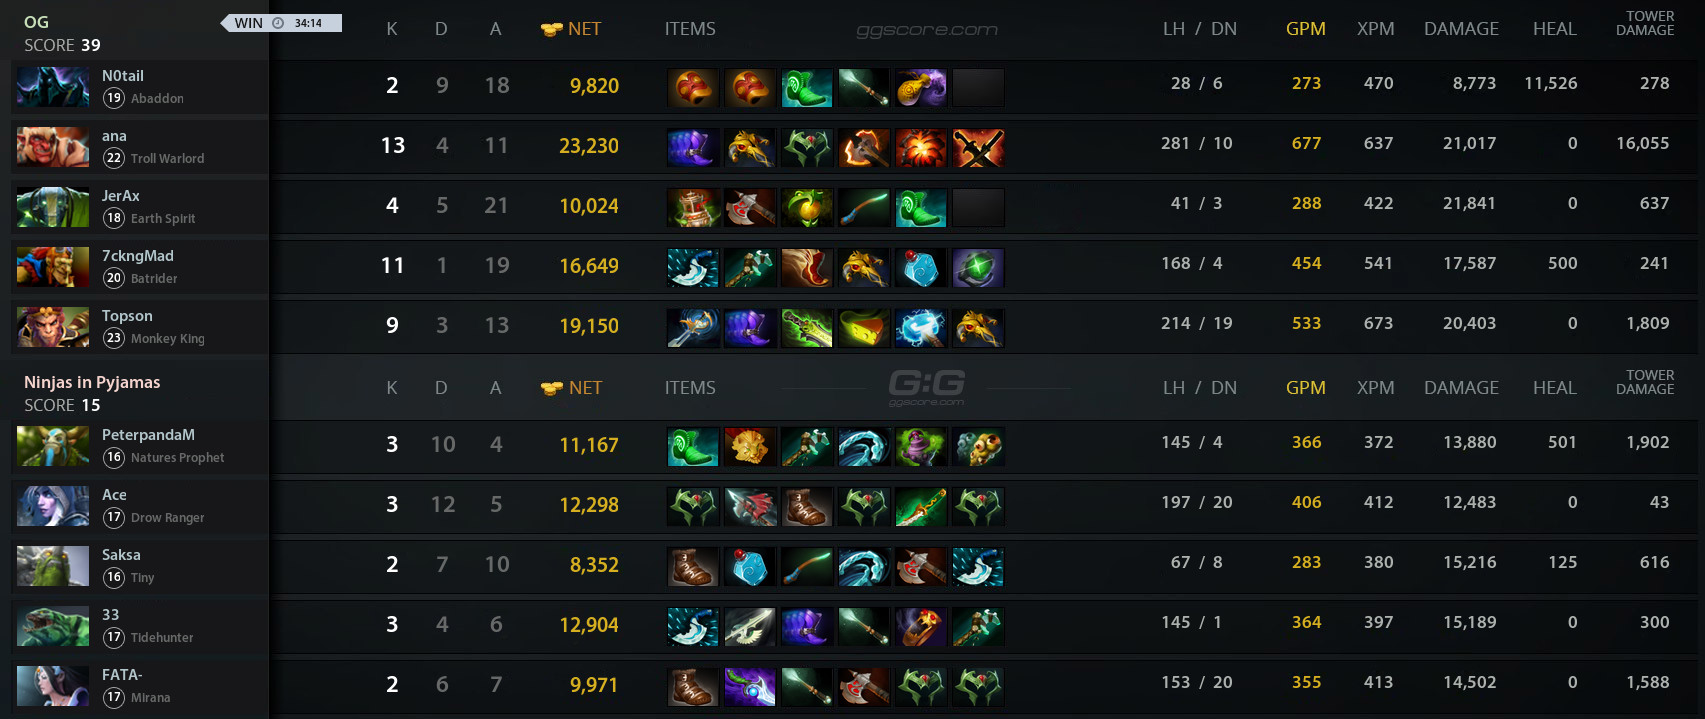 OG WIN 34:14 K D A NET ITEMS ggscore.com LH / DN GPM XPM DAMAGE HEAL TOWER DAMAGE
SCORE 39
N0tail 2 9 18 9,820 28 / 6 273 470 8,773 11,526 278
19 Abaddon
ana 13 4 11 23,230 281 / 10 677 637 21,017 0 16,055
22 Troll Warlord
JerAx 4 5 21 10,024 41 / 3 288 422 21,841 0 637
18 Earth Spirit
7ckngMad 11 1 19 16,649 168 / 4 454 541 17,587 500 241
20 Batrider
Topson 9 3 13 19,150 214 / 19 533 673 20,403 0 1,809
23 Monkey King
Ninjas in Pyjamas K D A NET ITEMS G:G ggscore.com LH / DN GPM XPM DAMAGE HEAL TOWER DAMAGE
SCORE 15
PeterpandaM 3 10 4 11,167 145 / 4 366 372 13,880 501 1,902
16 Natures Prophet
Ace 3 12 5 12,298 197 / 20 406 412 12,483 0 43
17 Drow Ranger
Saksa 2 7 10 8,352 67 / 8 283 380 15,216 125 616
16 Tiny
33 3 4 6 12,904 145 / 1 364 397 15,189 0 300
17 Tidehunter
FATA- 2 6 7 9,971 153 / 20 355 413 14,502 0 1,588
17 Mirana